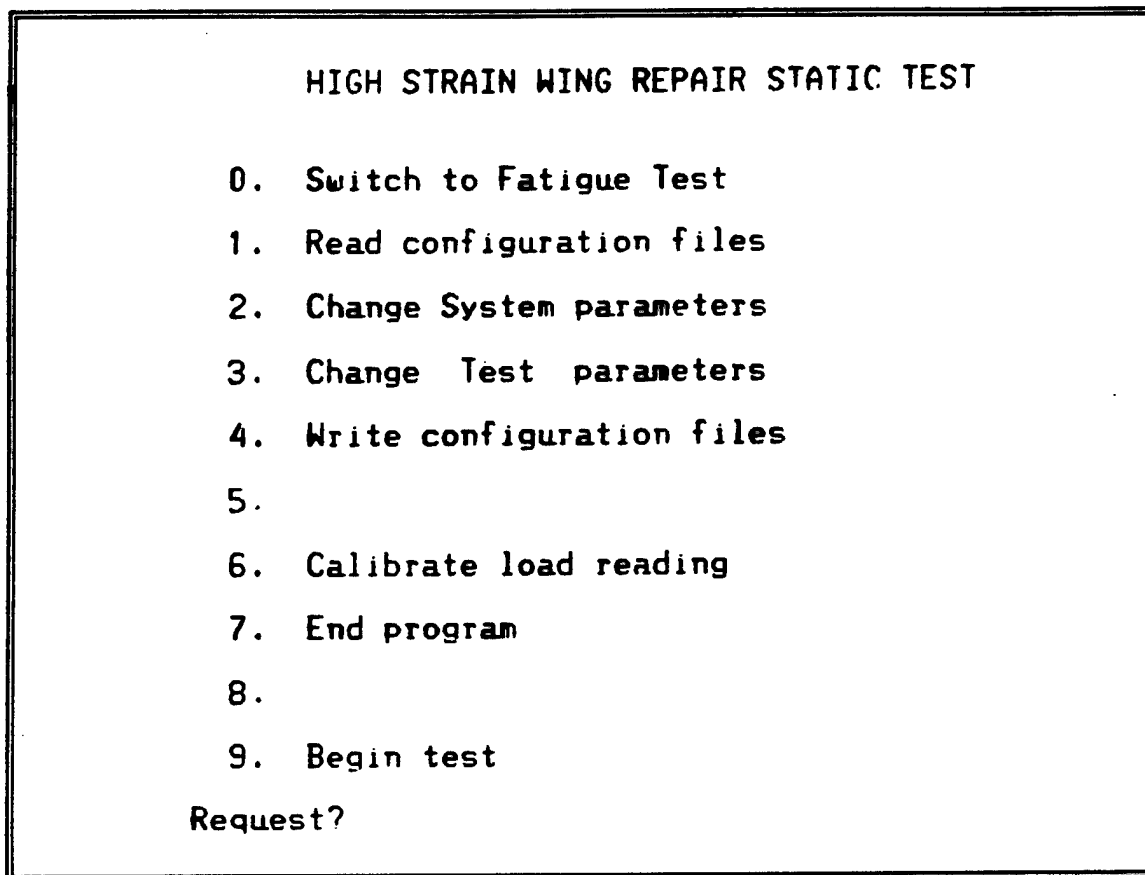 HIGH STRAIN WING REPAIR STATIC TEST
0. Switch to Fatigue Test
1. Read configuration files
2. Change System parameters
3. Change Test parameters
4. Write configuration files
5.
6. Calibrate load reading
7. End program
8.
9. Begin test
Request?